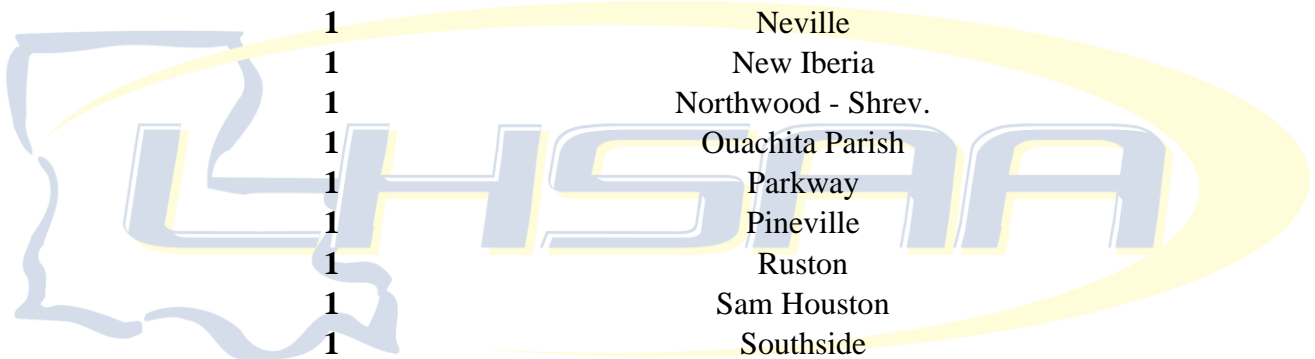 1 Neville
1 New Iberia
1 Northwood - Shrev.
1 Ouachita Parish
1 Parkway
1 Pineville
1 Ruston
1 Sam Houston
1 Southside
LHSAA